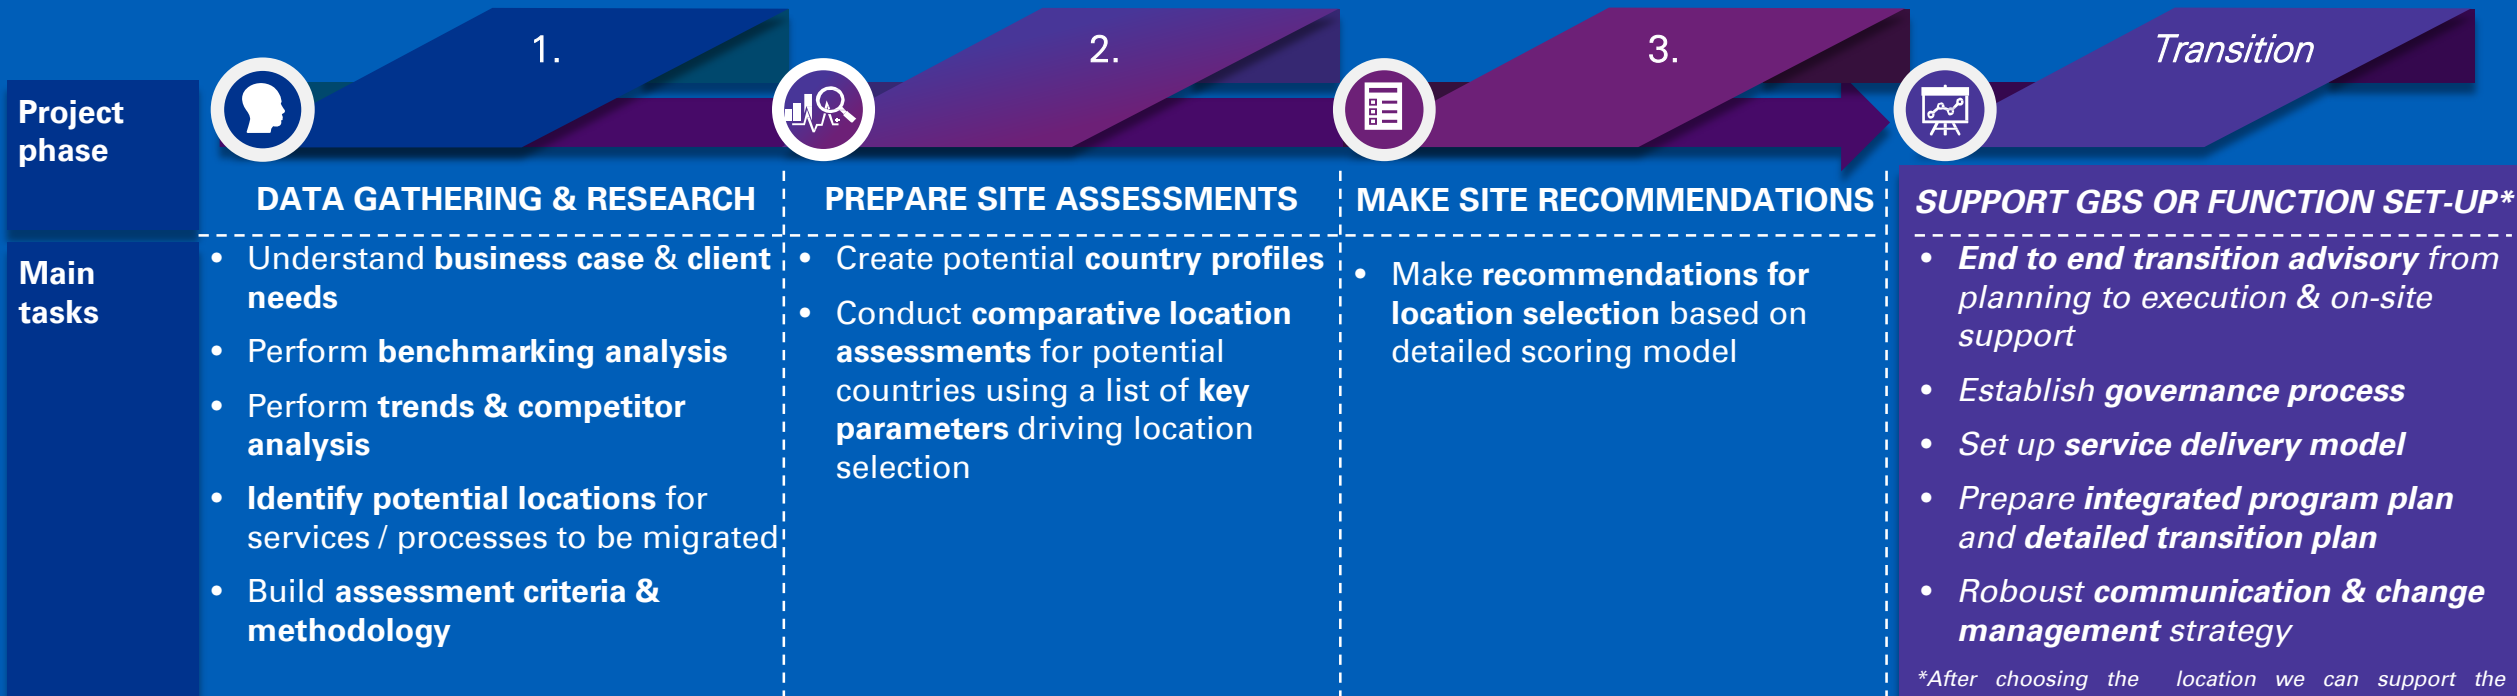 1.
2.
3.
Transition
Project
phase
DATA GATHERING & RESEARCH
PREPARE SITE ASSESSMENTS
MAKE SITE RECOMMENDATIONS
SUPPORT GBS OR FUNCTION SET-UP*
Main
tasks
• Understand business case & client
needs
• Perform benchmarking analysis
• Perform trends & competitor
analysis
• Identify potential locations for
services / processes to be migrated
• Build assessment criteria &
methodology
• Create potential country profiles
• Conduct comparative location
assessments for potential
countries using a list of key
parameters driving location
selection
• Make recommendations for
location selection based on
detailed scoring model
• End to end transition advisory from
planning to execution & on-site
support
• Establish governance process
• Set up service delivery model
• Prepare integrated program plan
and detailed transition plan
• Roboust communication & change
management strategy
*After choosing the location we can support the